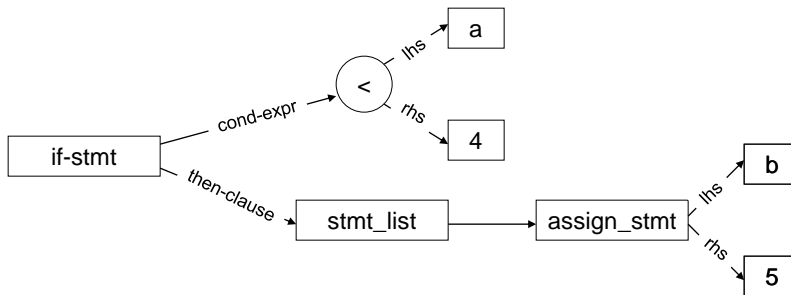 a
lhs
<
cond-expr
rhs
4
if-stmt
then-clause
b
lhs
stmt_list
assign_stmt
rhs
5